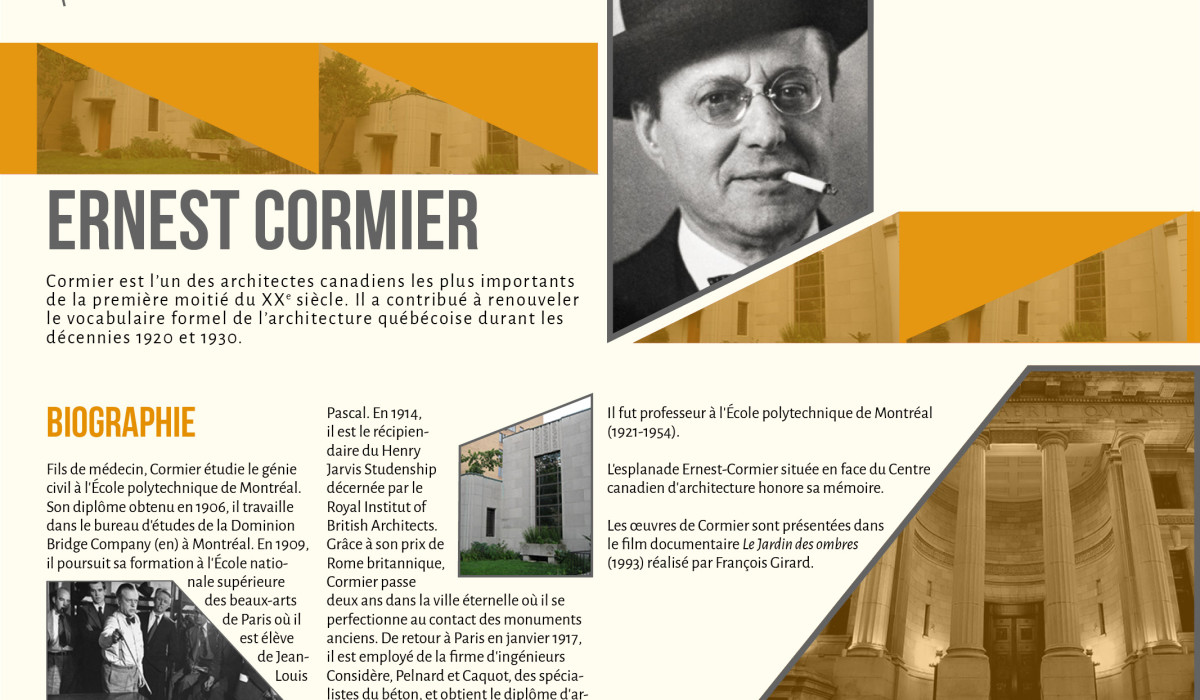 ERNEST CORMIER
Cormier est l'un des architectes canadiens les plus importants
de la première moitié du XXᵉ siècle. Il a contribué à renouveler
le vocabulaire formel de l'architecture québécoise durant les
décennies 1920 et 1930.
BIOGRAPHIE
Fils de médecin, Cormier étudie le génie
civil à l'École polytechnique de Montréal.
Son diplôme obtenu en 1906, il travaille
dans le bureau d'études de la Dominion
Bridge Company (en) à Montréal. En 1909,
il poursuit sa formation à l'École natio-
nale supérieure
des beaux-arts
de Paris où il
est élève
de Jean-
Louis
Pascal. En 1914,
il est le récipien-
daire du Henry
Jarvis Studenship
décernée par le
Royal Institut of
British Architects.
Grâce à son prix de
Rome britannique,
Cormier passe
deux ans dans la ville éternelle où il se
perfectionne au contact des monuments
anciens. De retour à Paris en janvier 1917,
il est employé de la firme d'ingénieurs
Considère, Pelnard et Caquot, des spécia-
listes du béton, et obtient le diplôme d'ar-
Il fut professeur à l'École polytechnique de Montréal
(1921-1954).
L'esplanade Ernest-Cormier située en face du Centre
canadien d'architecture honore sa mémoire.
Les œuvres de Cormier sont présentées dans
le film documentaire Le Jardin des ombres
(1993) réalisé par François Girard.